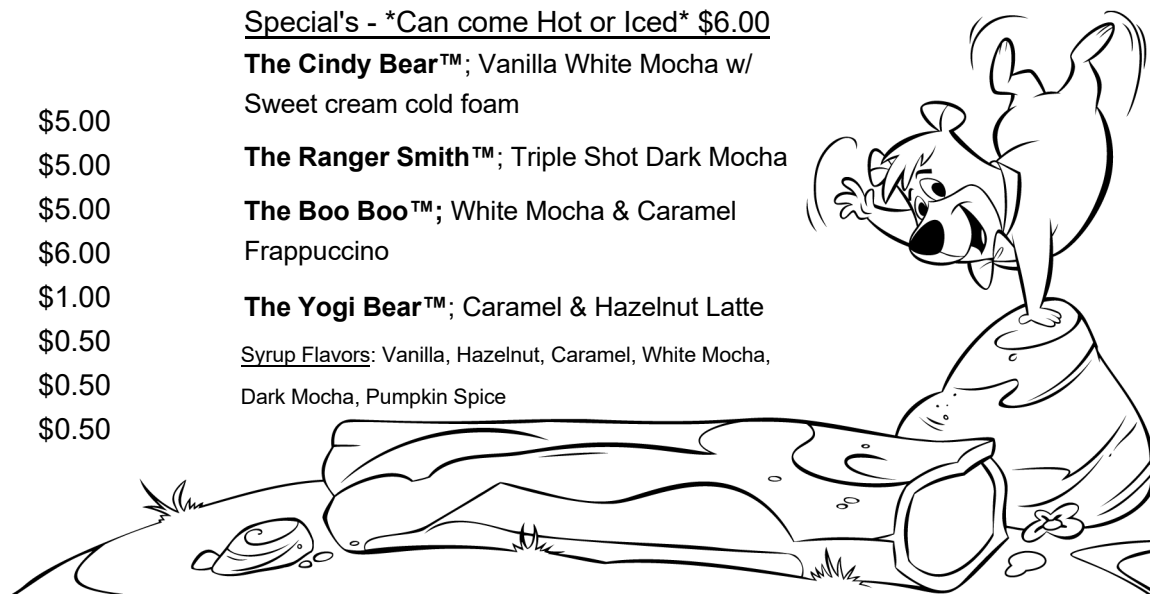 Special's - *Can come Hot or Iced* $6.00
The Cindy Bear™; Vanilla White Mocha w/
Sweet cream cold foam
The Ranger Smith™; Triple Shot Dark Mocha
The Boo Boo™; White Mocha & Caramel
Frappuccino
The Yogi Bear™; Caramel & Hazelnut Latte
Syrup Flavors: Vanilla, Hazelnut, Caramel, White Mocha,
Dark Mocha, Pumpkin Spice
$5.00
$5.00
$5.00
$6.00
$1.00
$0.50
$0.50
$0.50